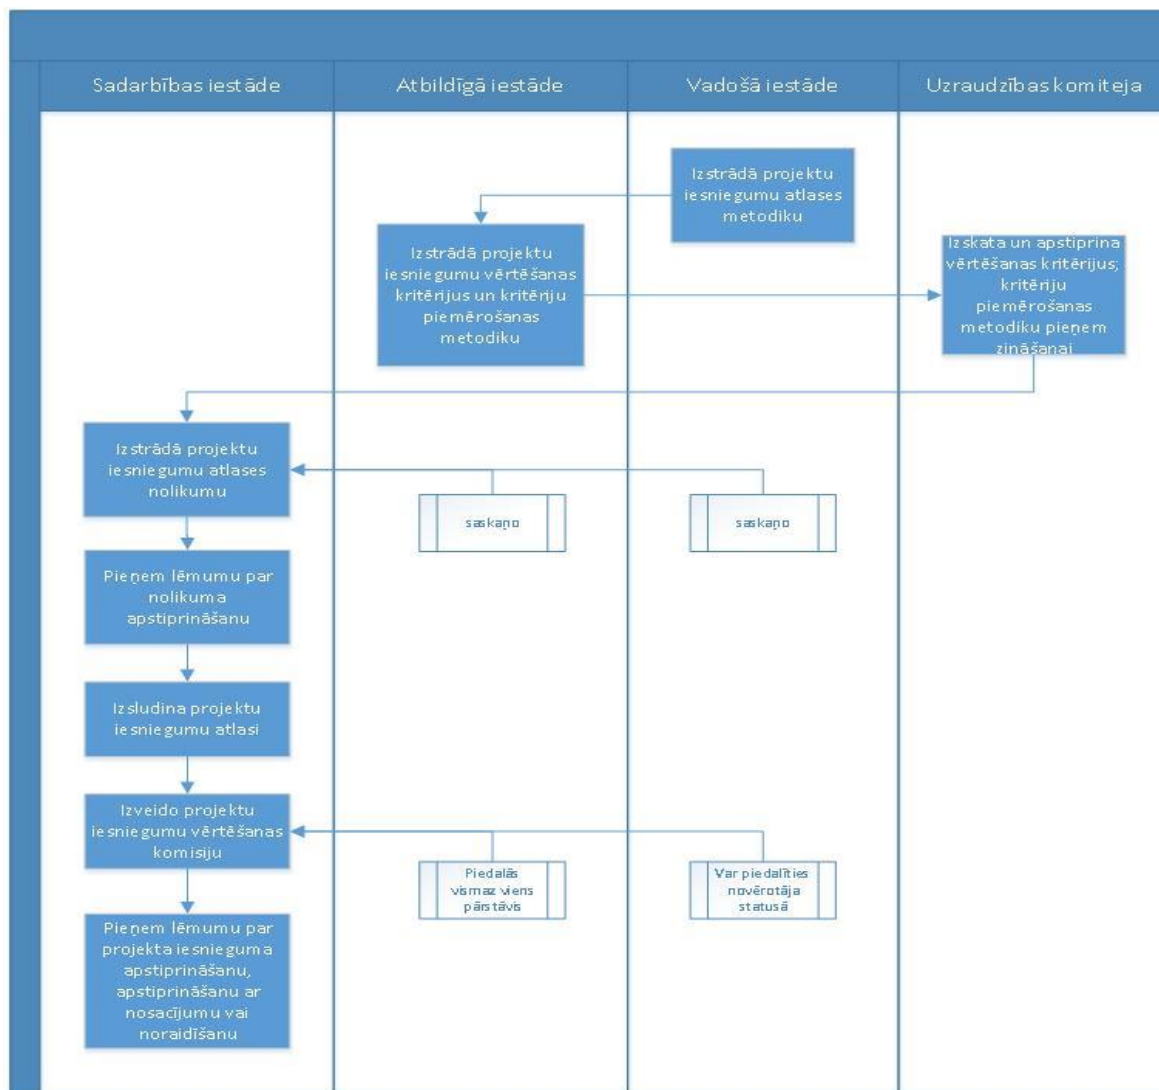 Sadarbības iestāde
Atbildīgā iestāde
Vadošā iestāde
Uzraudzības komiteja
Izstrādā projektu
iesniegumu atlases
metodiku
Izstrādā projektu
iesniegumu vērtēšanas
kritērijus un kritēriju
piemērošanas
metodiku
Izskata un apstiprina
vērtēšanas kritērijus;
kritēriju
piemērošanas
metodiku pieņem
zināšanai
Izstrādā projektu
iesniegumu atlases
nolikumu
saskaņo
saskaņo
Pieņem lēmumu par
nolikuma
apstiprināšanu
Izsludina projektu
iesniegumu atlasi
Izveido projektu
iesniegumu vērtēšanas
komisiju
Piedalās
vismaz viens
pārstāvis
Var piedalīties
novērotāja
statusā
Pieņem lēmumu par
projekta iesnieguma
apstiprināšanu,
apstiprināšanu ar
nosacījumu vai
noraidīšanu